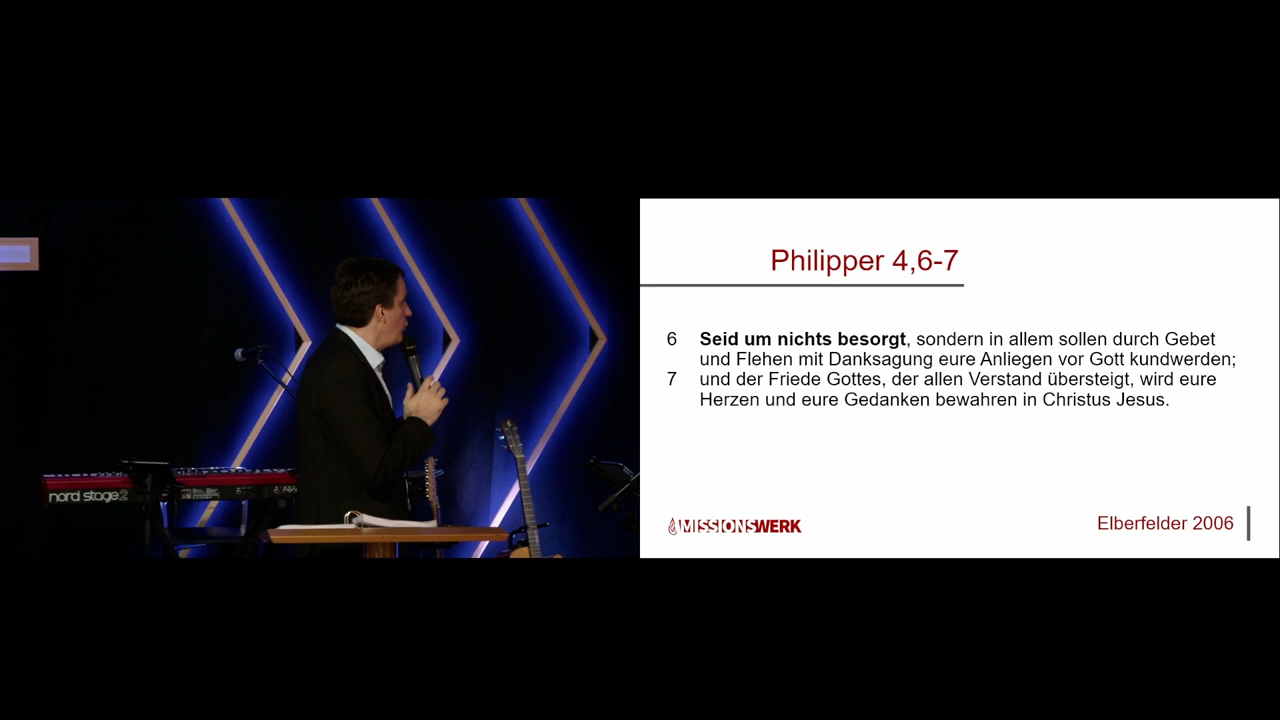 nord stage2
Philipper 4,6-7
6 Seid um nichts besorgt, sondern in allem sollen durch Gebet
und Flehen mit Danksagung eure Anliegen vor Gott kundwerden;
7 und der Friede Gottes, der allen Verstand übersteigt, wird eure
Herzen und eure Gedanken bewahren in Christus Jesus.
MISSIONSWERK
Elberfelder 2006